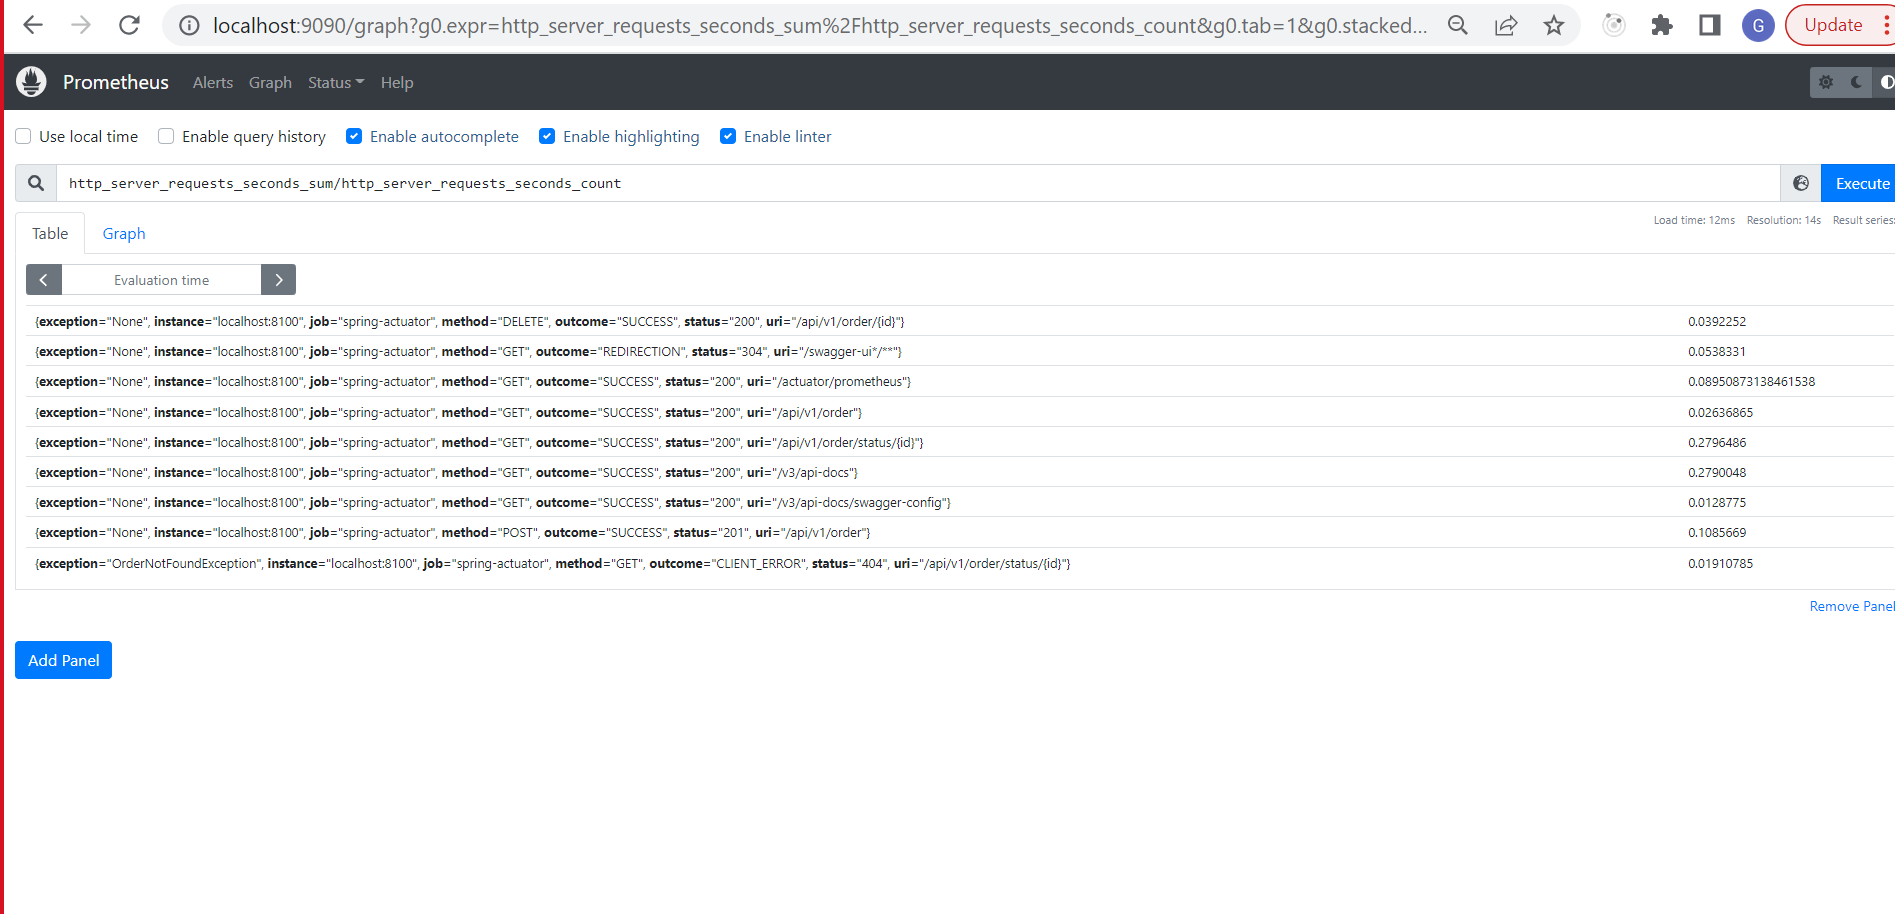 localhost:9090/graph?g0.expr=http_server_requests_seconds_sum%2Fhttp_server_requests_seconds_count&g0.tab=1&g0.stacked... G Update
Prometheus Alerts Graph Status Help
Use local time Enable query history Enable autocomplete Enable highlighting Enable linter
http_server_requests_seconds_sum/http_server_requests_seconds_count Execute
Load time: 12ms Resolution: 14s Result series:
Table Graph
Evaluation time
{exception="None", instance="localhost:8100", job="spring-actuator", method="DELETE", outcome="SUCCESS", status="200", uri="/api/v1/order/{id}"} 0.0392252
{exception="None", instance="localhost:8100", job="spring-actuator", method="GET", outcome="REDIRECTION", status="304", uri="/swagger-ui*/**"} 0.0538331
{exception="None", instance="localhost:8100", job="spring-actuator", method="GET", outcome="SUCCESS", status="200", uri="/actuator/prometheus"} 0.08950873138461538
{exception="None", instance="localhost:8100", job="spring-actuator", method="GET", outcome="SUCCESS", status="200", uri="/api/v1/order"} 0.02636865
{exception="None", instance="localhost:8100", job="spring-actuator", method="GET", outcome="SUCCESS", status="200", uri="/api/v1/order/status/{id}"} 0.2796486
{exception="None", instance="localhost:8100", job="spring-actuator", method="GET", outcome="SUCCESS", status="200", uri="/v3/api-docs"} 0.2790048
{exception="None", instance="localhost:8100", job="spring-actuator", method="GET", outcome="SUCCESS", status="200", uri="/v3/api-docs/swagger-config"} 0.0128775
{exception="None", instance="localhost:8100", job="spring-actuator", method="POST", outcome="SUCCESS", status="201", uri="/api/v1/order"} 0.1085669
{exception="OrderNotFoundException", instance="localhost:8100", job="spring-actuator", method="GET", outcome="CLIENT_ERROR", status="404", uri="/api/v1/order/status/{id}"} 0.01910785
Remove Panel
Add Panel